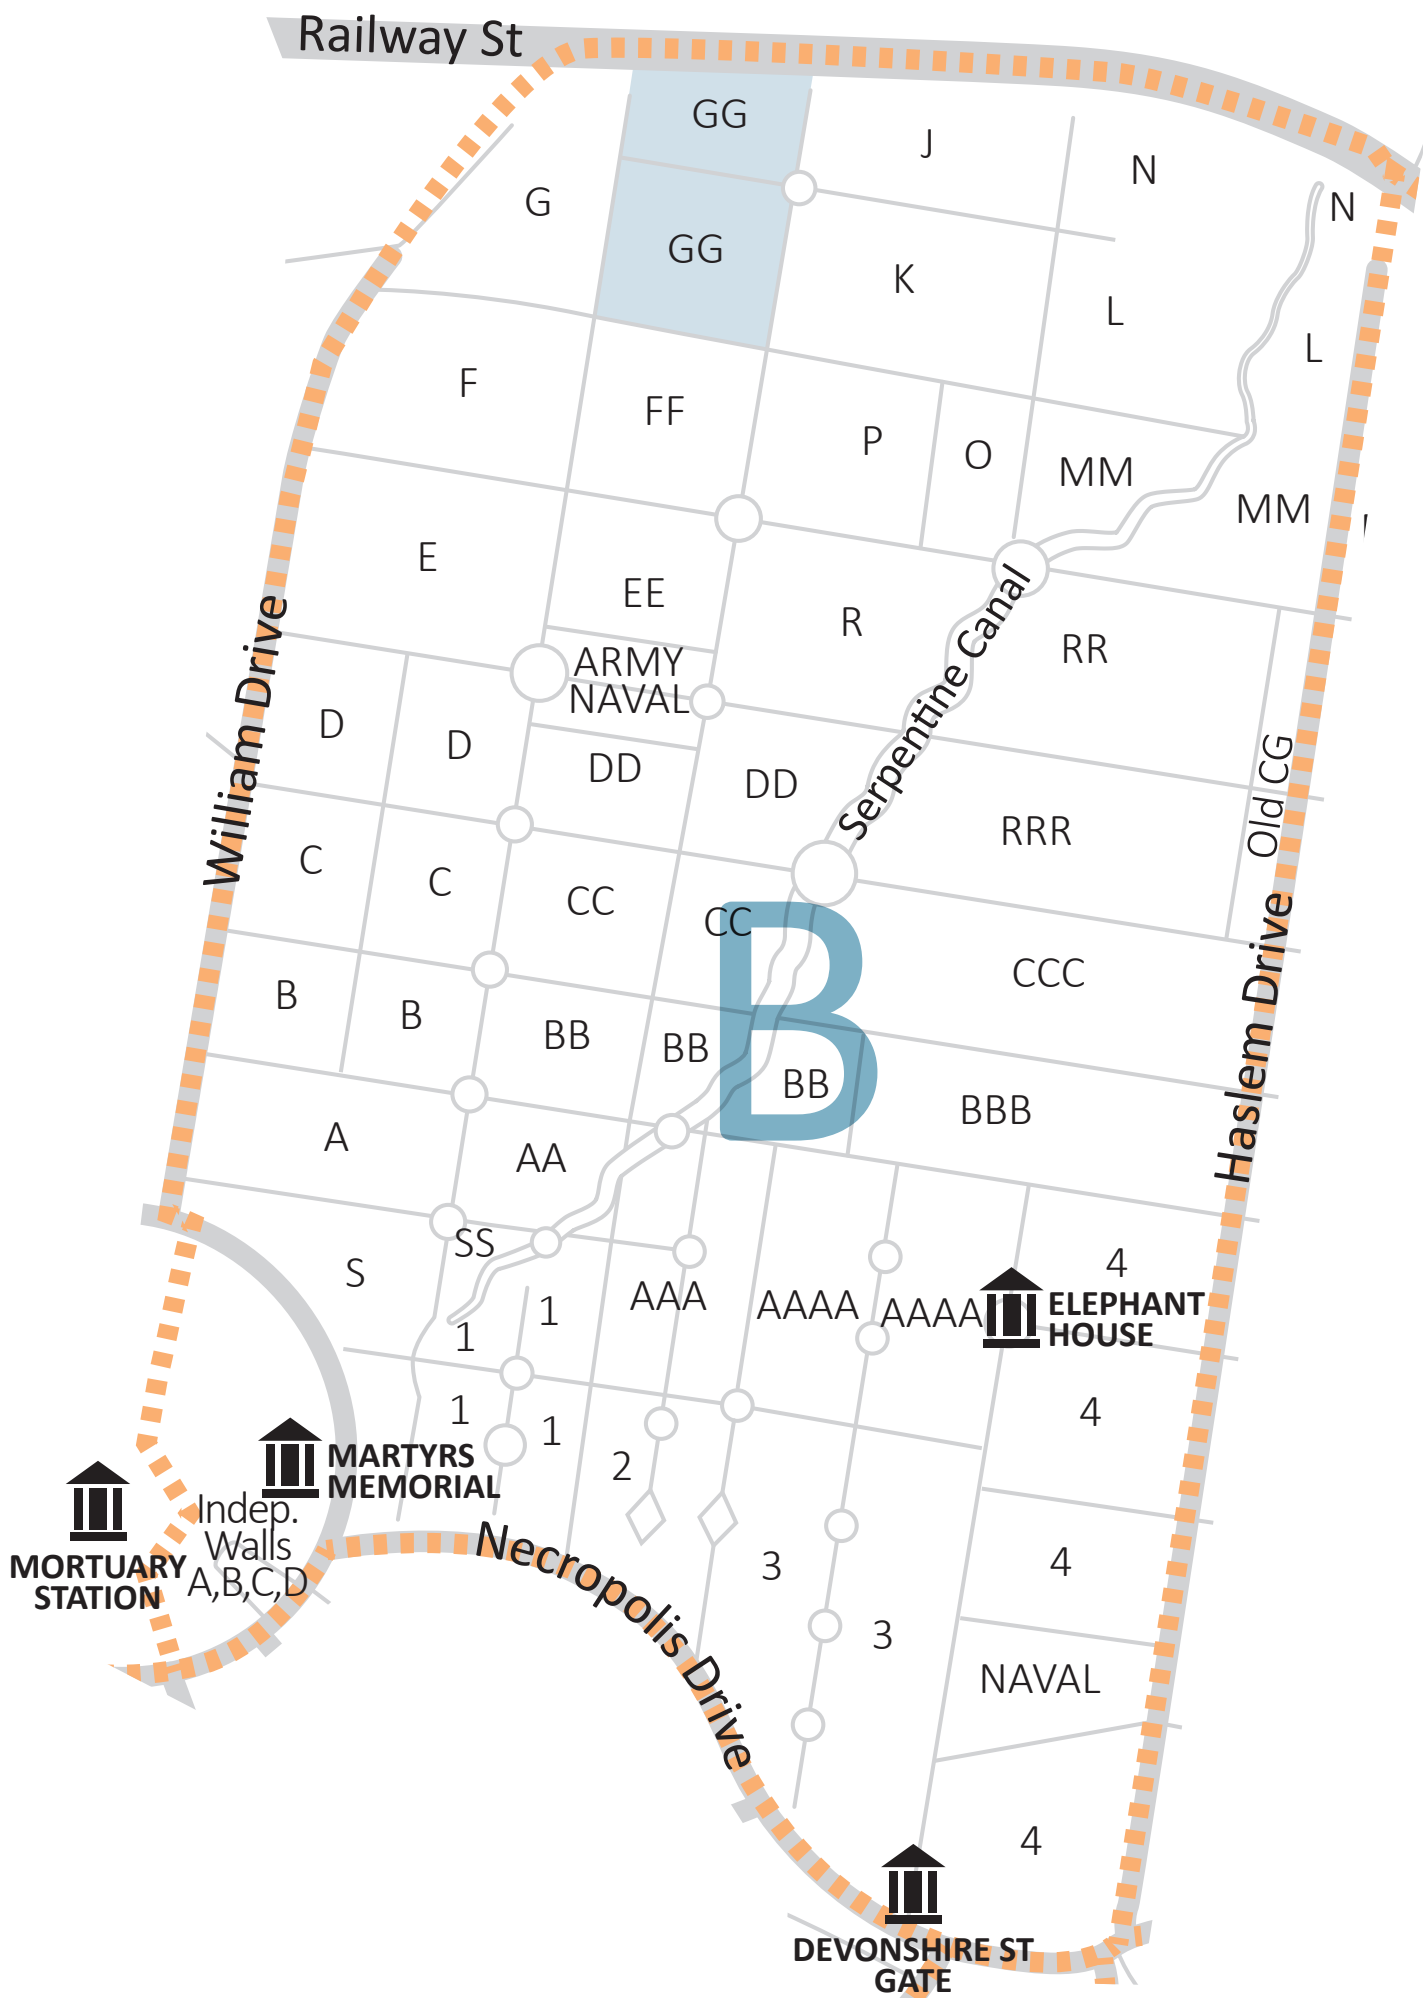 Railway St
GG
J
N
G
N
GG
K
L
L
F
FF
P
O
MM
MM
E
EE
R
RR
ARMY
NAVAL
William Drive
Serpentine Canal
D
D
DD
DD
RRR
Old CG
C
C
CC
CC
B
CCC
Haslem Drive
B
B
BB
BB
BB
BBB
A
AA
S
SS
1
1
AAA
AAAA
AAAA
4
ELEPHANT
HOUSE
1
1
2
4
MARTYRS
MEMORIAL
Indep.
Walls
A,B,C,D
MORTUARY
STATION
Necropolis Drive
3
4
3
NAVAL
4
DEVONSHIRE ST
GATE